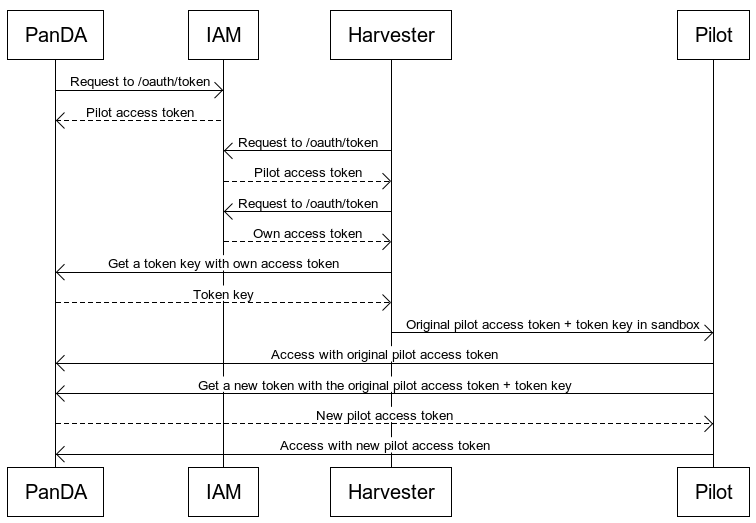 PanDA
IAM
Harvester
Pilot
Request to /oauth/token
Pilot access token
Request to /oauth/token
Pilot access token
Request to /oauth/token
Own access token
Get a token key with own access token
Token key
Original pilot access token + token key in sandbox
Access with original pilot access token
Get a new token with the original pilot access token + token key
New pilot access token
Access with new pilot access token
PanDA
IAM
Harvester
Pilot